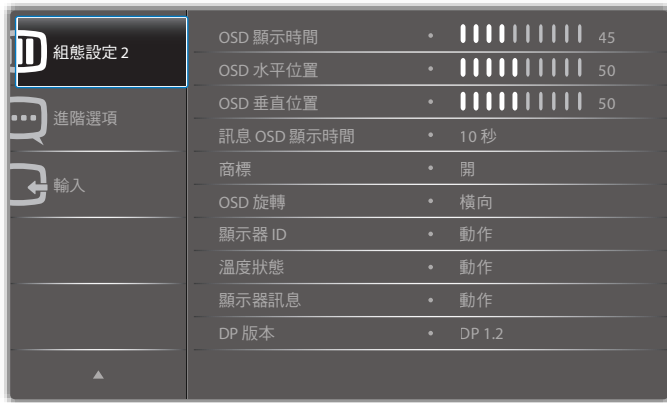 組態設定 2
進階選項
輸入
OSD 顯示時間 • 45
OSD 水平位置 • 50
OSD 垂直位置 • 50
訊息 OSD 顯示時間 • 10 秒
商標 • 開
OSD 旋轉 • 橫向
顯示器 ID • 動作
溫度狀態 • 動作
顯示器訊息 • 動作
DP 版本 • DP 1.2